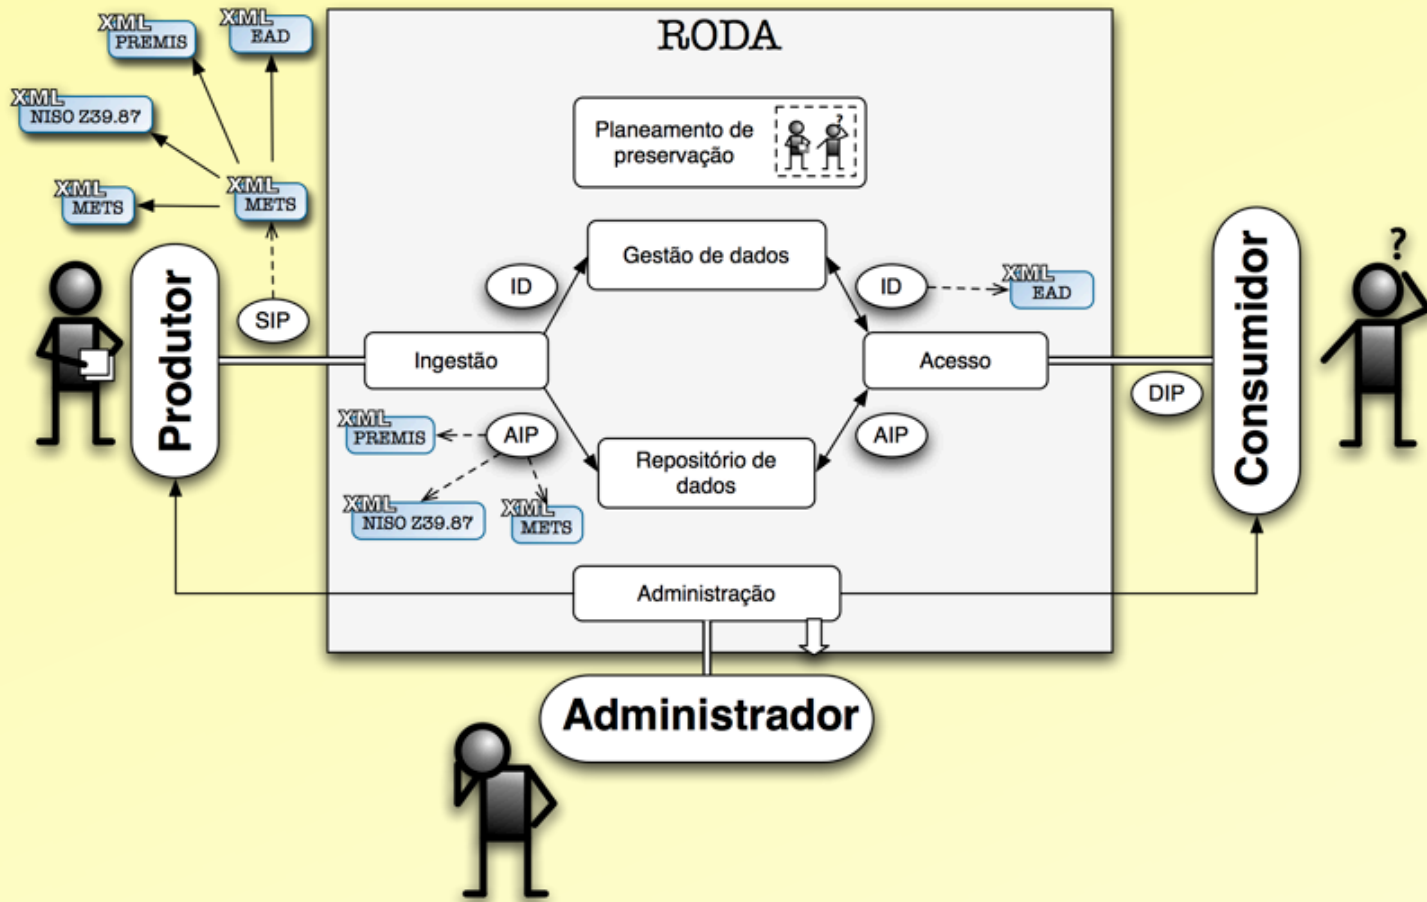 RODA
XML
PREMIS
XML
EAD
XML
NISO Z39.87
XML
METS
XML
METS
Planeamento de
preservação
?
Gestão de dados
ID
ID
XML
EAD
SIP
Produtor
Ingestão
Acesso
DIP
Consumidor
?
XML
PREMIS
AIP
AIP
Repositório de
dados
XML
NISO Z39.87
XML
METS
Administração
Administrador